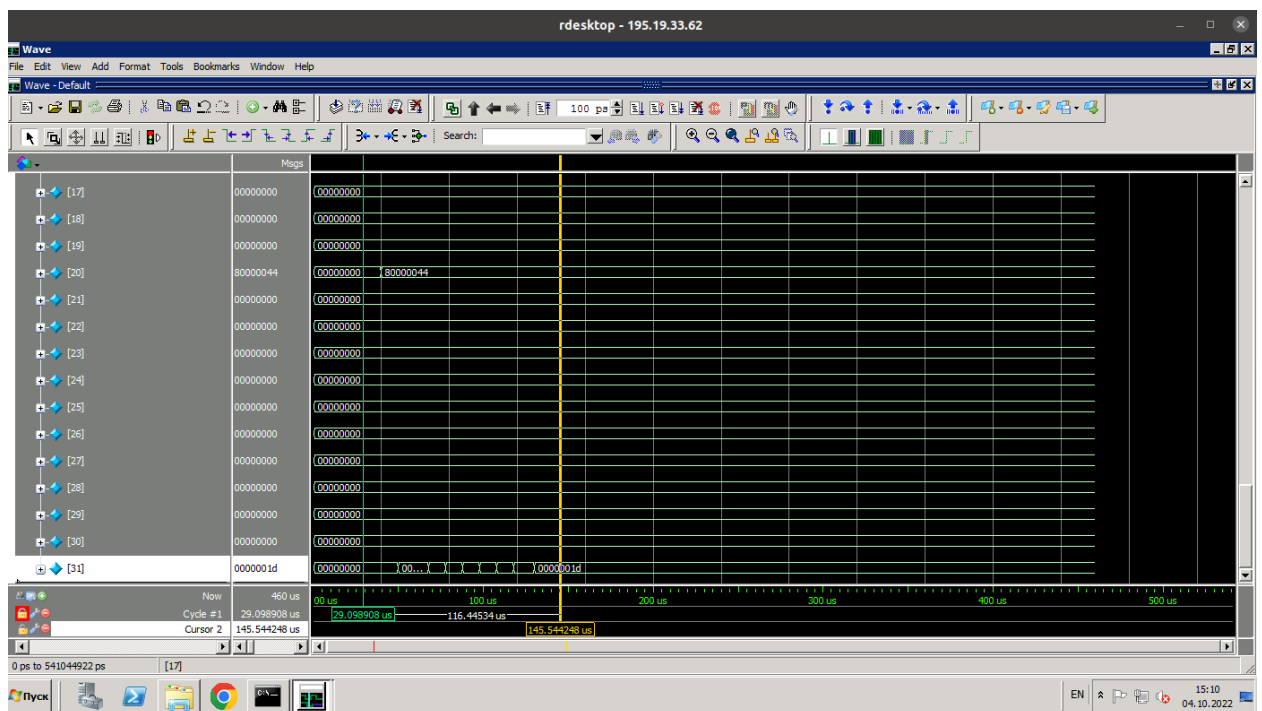 rdesktop - 195.19.33.62
Wave
File Edit View Add Format Tools Bookmarks Window Help
Wave - Default
100 ps
Search:
Msgs
[17] 00000000 00000000
[18] 00000000 00000000
[19] 00000000 00000000
[20] 80000044 00000000 80000044
[21] 00000000 00000000
[22] 00000000 00000000
[23] 00000000 00000000
[24] 00000000 00000000
[25] 00000000 00000000
[26] 00000000 00000000
[27] 00000000 00000000
[28] 00000000 00000000
[29] 00000000 00000000
[30] 00000000 00000000
[31] 0000001d 00000000 00... 0000001d
Now 460 us 00 us 100 us 200 us 300 us 400 us 500 us
Cycle #1 29.098908 us 29.098908 us 116.44534 us
Cursor 2 145.544248 us 145.544248 us
0 ps to 541044922 ps [17]
Пуск C:\_ EN 15:10
04.10.2022